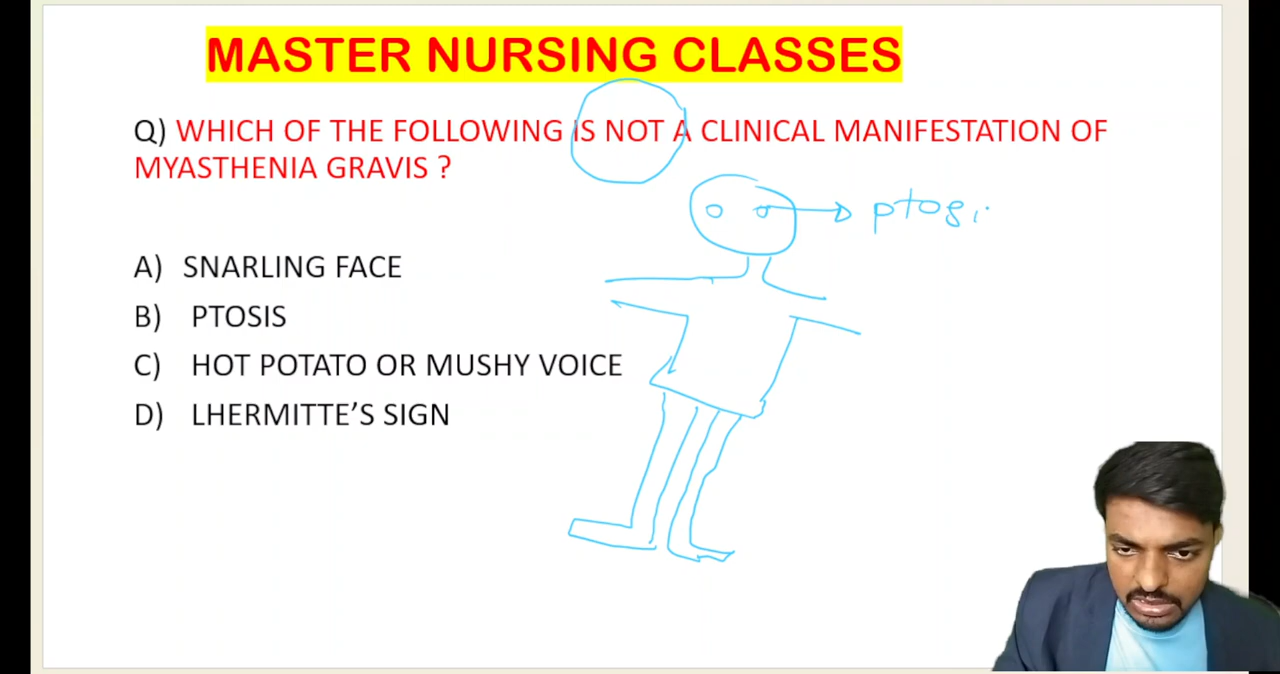 MASTER NURSING CLASSES
Q) WHICH OF THE FOLLOWING IS NOT A CLINICAL MANIFESTATION OF
MYASTHENIA GRAVIS ?
ptosi
A) SNARLING FACE
B) PTOSIS
C) HOT POTATO OR MUSHY VOICE
D) LHERMITTE’S SIGN